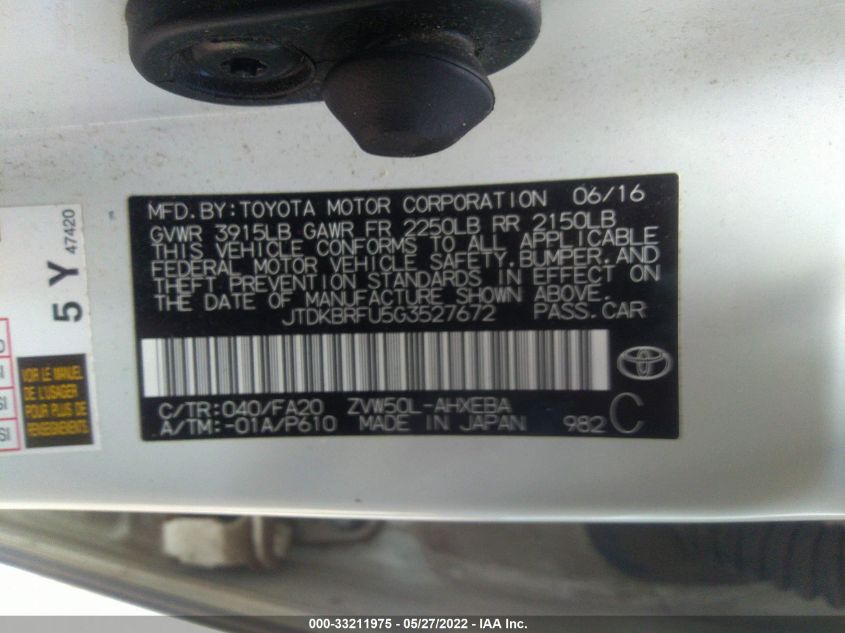 MFD. BY: TOYOTA MOTOR CORPORATION 06/16
GVWR 3915LB GAWR FR 2250LB RR 2150LB
THIS VEHICLE CONFORMS TO ALL APPLICABLE
FEDERAL MOTOR VEHICLE SAFETY, BUMPER, AND
THEFT PREVENTION STANDARDS IN EFFECT ON
THE DATE OF MANUFACTURE SHOWN ABOVE.
JTDKBRFU5G3527672 PASS. CAR
C/TR: 040/FA20 ZVW50L-AHXEBA
A/TM: -01A/P610 MADE IN JAPAN 982 C
5 Y 47420
VOIR LE MANUEL
DE L'USAGER
POUR PLUS DE
RENSEIGNEMENTS
SI
SI
SI
000-33211975 - 05/27/2022 - IAA Inc.